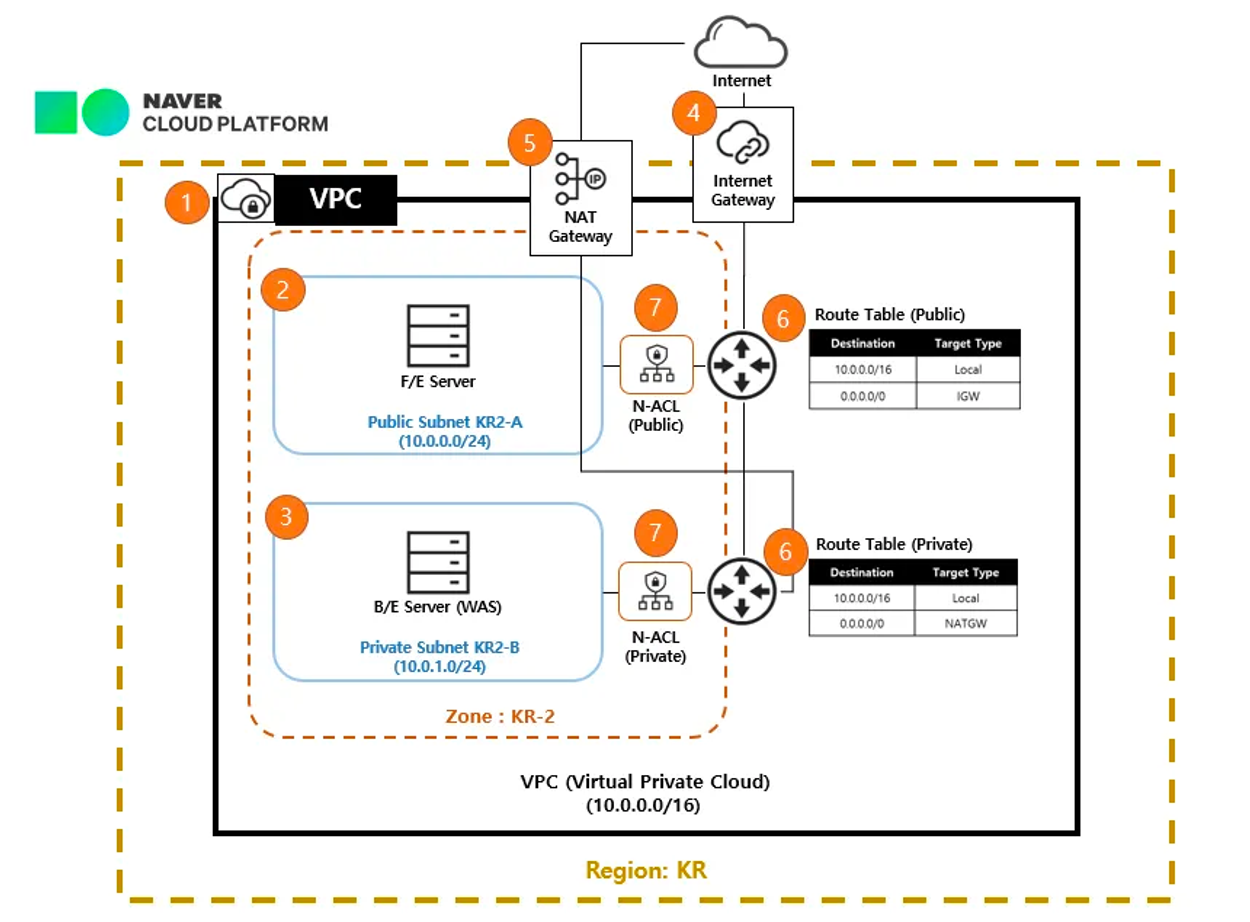 Internet
NAVER
CLOUD PLATFORM
4
Internet
Gateway
5
IP
NAT
Gateway
1
VPC
2
F/E Server
Public Subnet KR2-A
(10.0.0.0/24)
7
N-ACL
(Public)
6
Route Table (Public)
Destination Target Type
10.0.0.0/16 Local
0.0.0.0/0 IGW
3
B/E Server (WAS)
Private Subnet KR2-B
(10.0.1.0/24)
7
N-ACL
(Private)
6
Route Table (Private)
Destination Target Type
10.0.0.0/16 Local
0.0.0.0/0 NATGW
Zone : KR-2
VPC (Virtual Private Cloud)
(10.0.0.0/16)
Region: KR